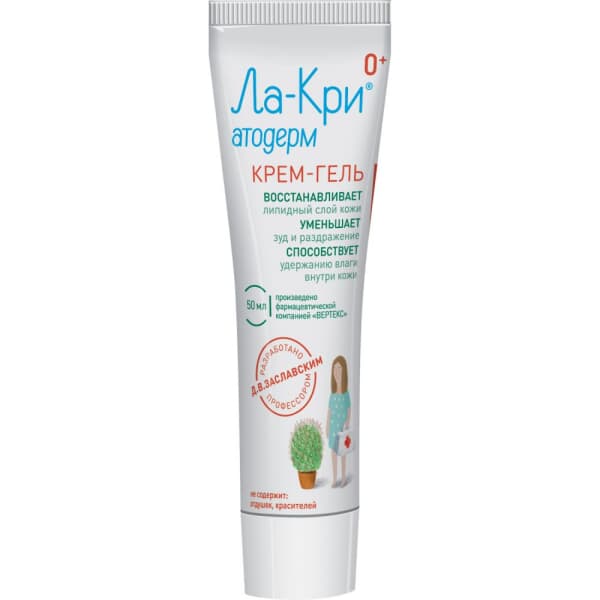 0+
Ла-Кри®
атодерм
КРЕМ-ГЕЛЬ
ВОССТАНАВЛИВАЕТ
липидный слой кожи
УМЕНЬШАЕТ
зуд и раздражение
СПОСОБСТВУЕТ
удержанию влаги
внутри кожи
50 мл
произведено
фармацевтической
компанией «ВЕРТЕКС»
РАЗРАБОТАНО
Д.В.ЗАСЛАВСКИМ
ПРОФЕССОРОМ
не содержит:
отдушек, красителей